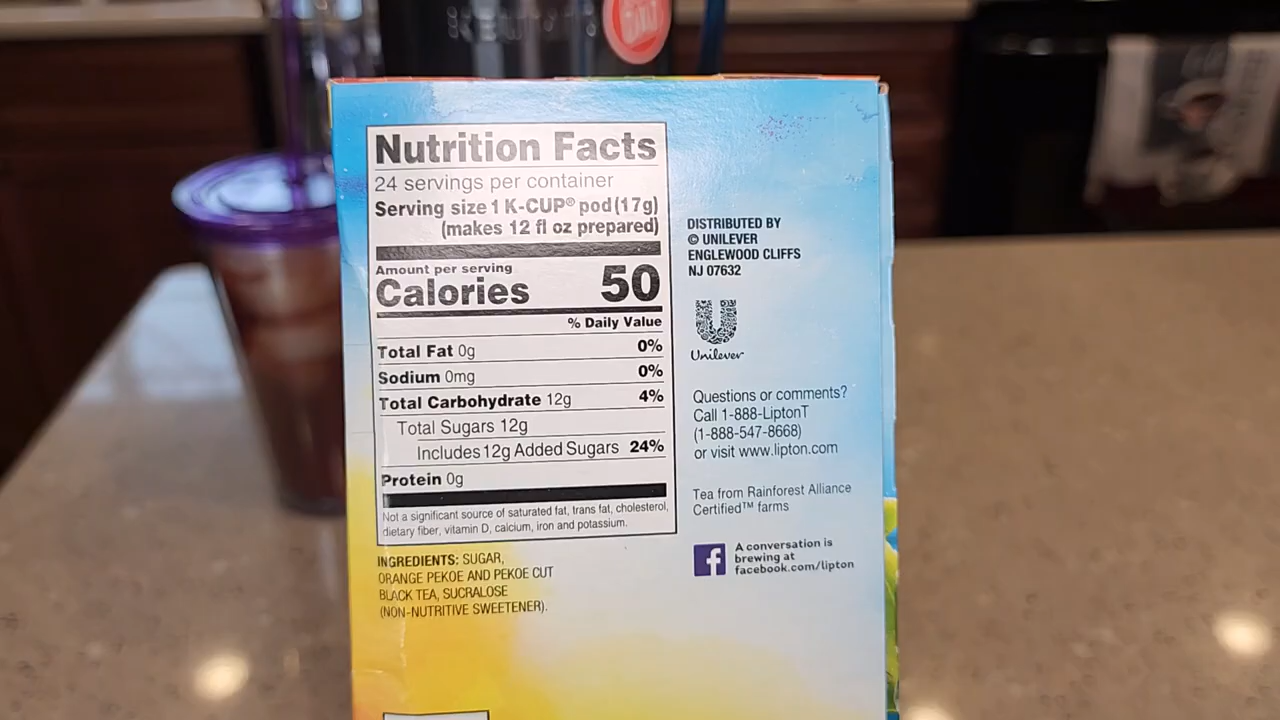 Nutrition Facts
24 servings per container
Serving size 1 K-CUP® pod (17g)
(makes 12 fl oz prepared)
Amount per serving
Calories 50
% Daily Value
Total Fat 0g 0%
Sodium 0mg 0%
Total Carbohydrate 12g 4%
Total Sugars 12g
Includes 12g Added Sugars 24%
Protein 0g
Not a significant source of saturated fat, trans fat, cholesterol,
dietary fiber, vitamin D, calcium, iron and potassium.
INGREDIENTS: SUGAR,
ORANGE PEKOE AND PEKOE CUT
BLACK TEA, SUCRALOSE
(NON-NUTRITIVE SWEETENER).
DISTRIBUTED BY
© UNILEVER
ENGLEWOOD CLIFFS
NJ 07632
Unilever
Questions or comments?
Call 1-888-LiptonT
(1-888-547-8668)
or visit www.lipton.com
Tea from Rainforest Alliance
Certified™ farms
f
A conversation is
brewing at
facebook.com/lipton